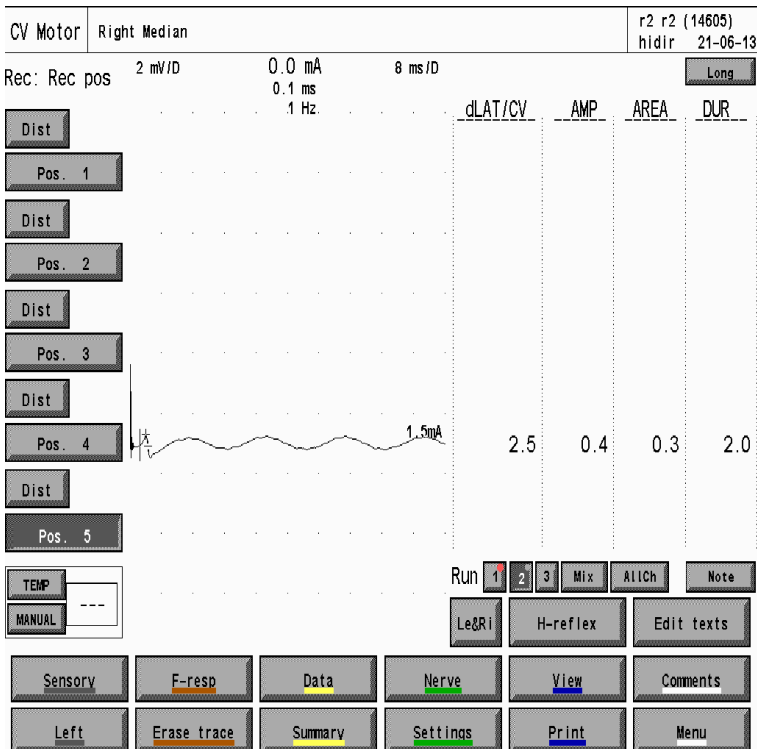 CV Motor Right Median r2 r2 (14605)
hidir 21-06-13
Rec: Rec pos 2 mV/D 0.0 mA 8 ms/D Long
0.1 ms
1 Hz
dLAT/CV AMP AREA DUR
Dist
Pos. 1
Dist
Pos. 2
Dist
Pos. 3
Dist
1.5mA
Pos. 4 2.5 0.4 0.3 2.0
Dist
Pos. 5
Run 1 2 3 Mix AllCh Note
TEMP
---
MANUAL
Le&Ri H-reflex Edit texts
Sensory F-resp Data Nerve View Comments
Left Erase trace Summary Settings Print Menu